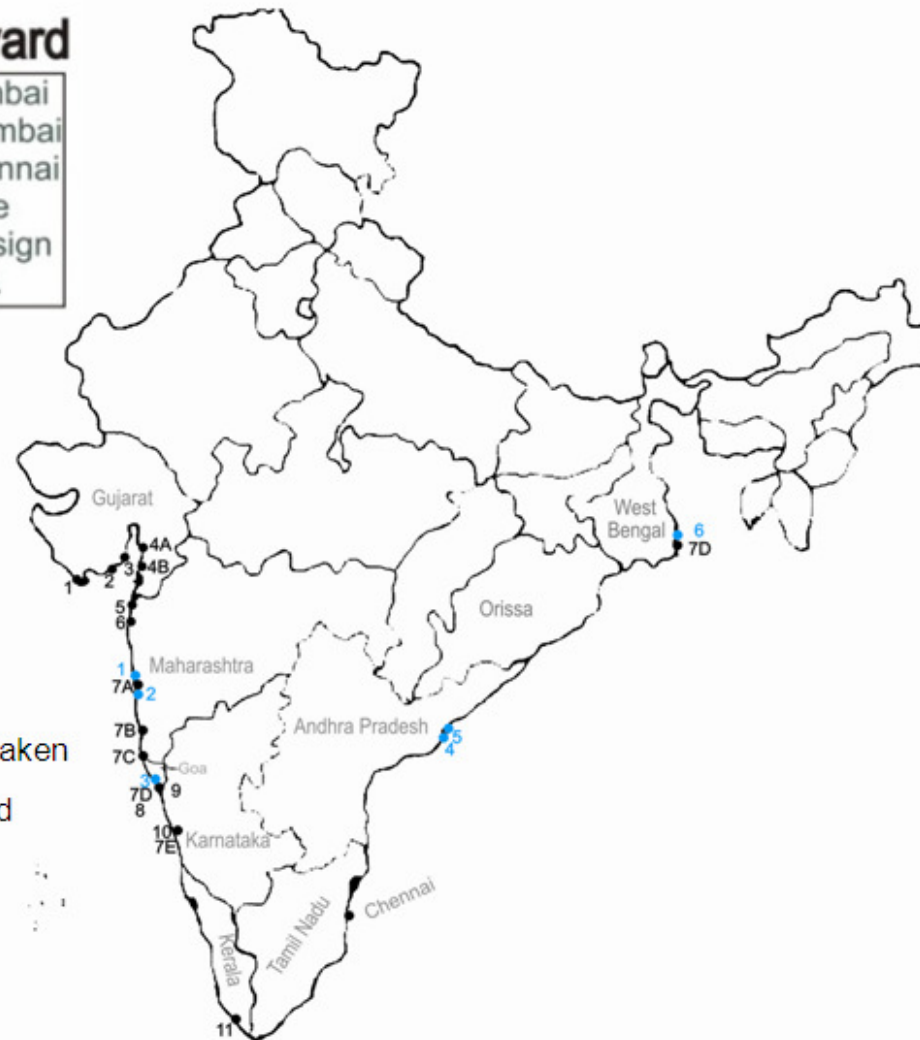 ard
bai
mbai
nnai
e
sign
Gujarat
4A
3
4B
2
1
5
6
West
Bengal
6
7D
Orissa
1
Maharashtra
7A
2
Andhra Pradesh
5
4
7B
7C
Goa
aken
3
7D
9
8
d
10
Karnataka
7E
Chennai
Tamil Nadu
Kerala
11